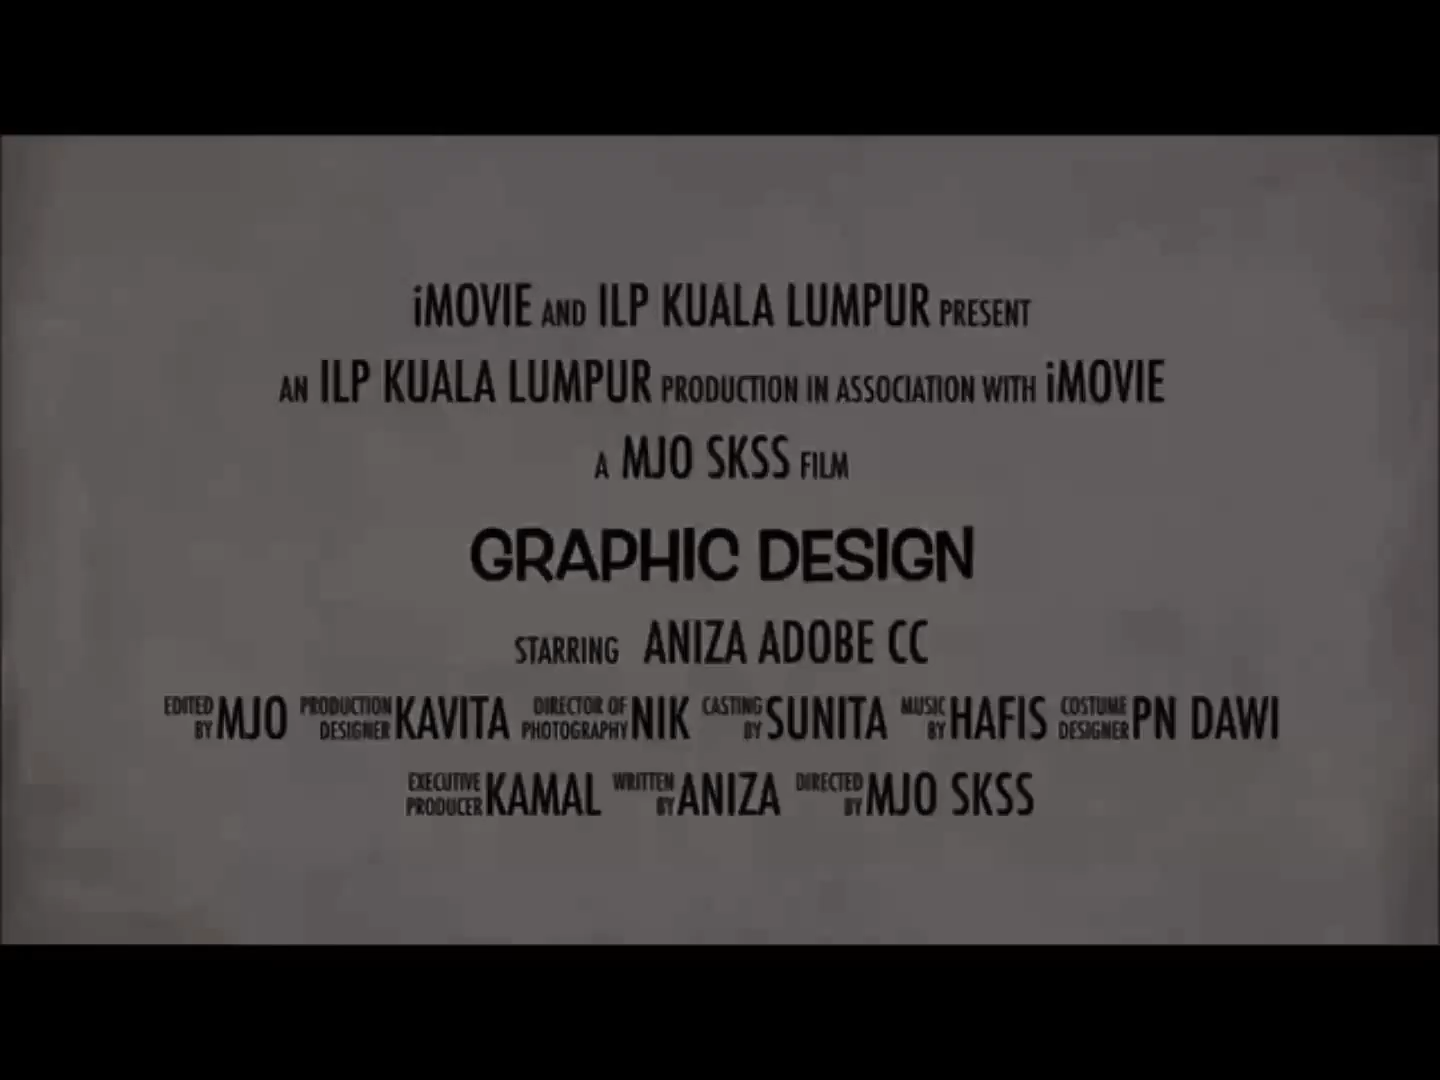 iMOVIE AND ILP KUALA LUMPUR PRESENT
AN ILP KUALA LUMPUR PRODUCTION IN ASSOCIATION WITH iMOVIE
A MJO SKSS FILM
GRAPHIC DESIGN
STARRING ANIZA ADOBE CC
EDITED BY MJO PRODUCTION DESIGNER KAVITA DIRECTOR OF PHOTOGRAPHY NIK CASTING BY SUNITA MUSIC BY HAFIS COSTUME DESIGNER PN DAWI
EXECUTIVE PRODUCER KAMAL WRITTEN BY ANIZA DIRECTED BY MJO SKSS